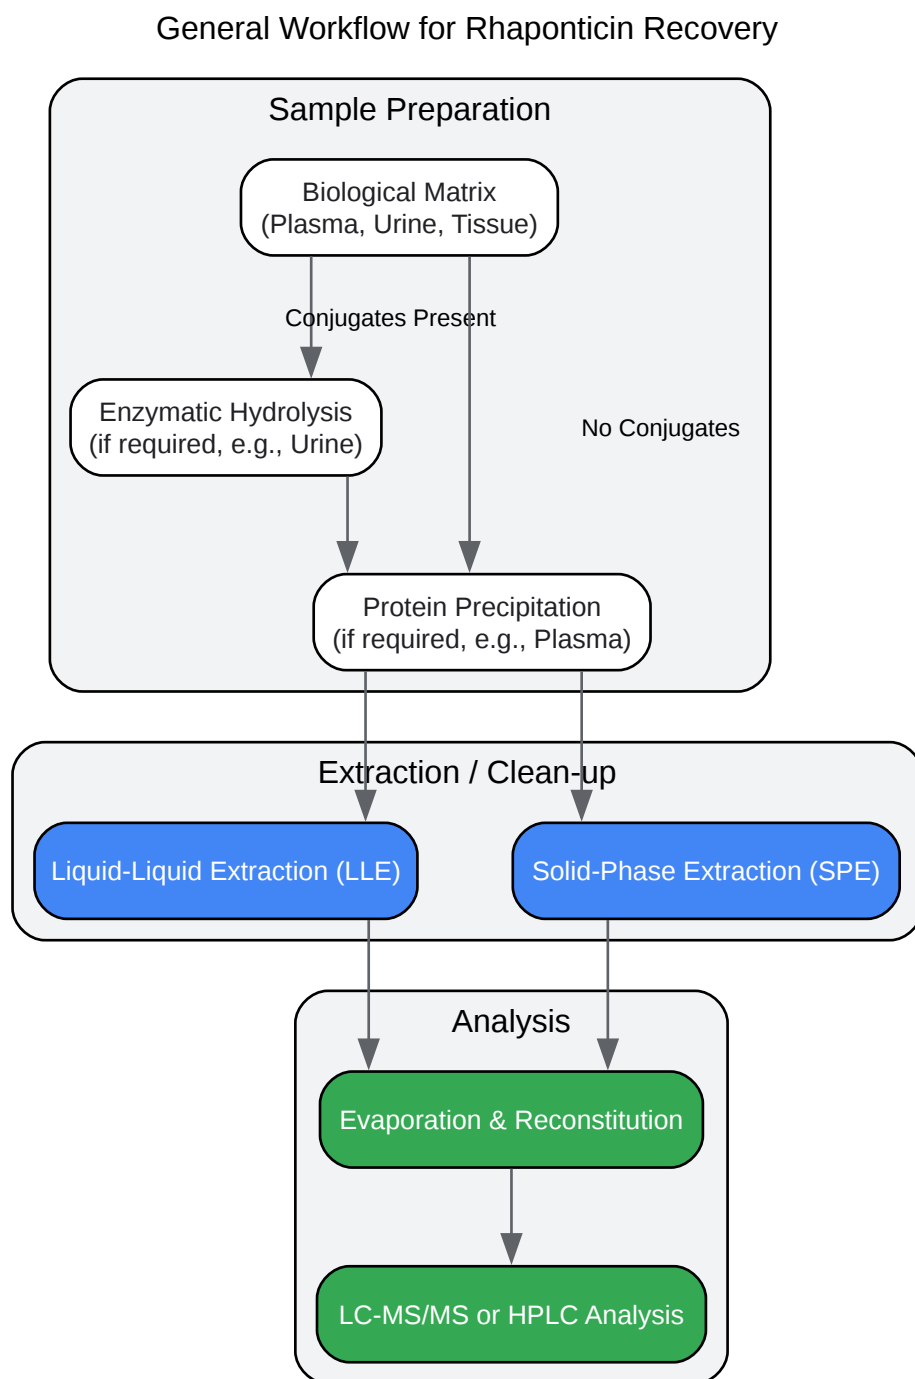 General Workflow for Rhaponticin Recovery
Sample Preparation
Biological Matrix
(Plasma, Urine, Tissue)
Conjugates Present
Enzymatic Hydrolysis
(if required, e.g., Urine)
No Conjugates
Protein Precipitation
(if required, e.g., Plasma)
Extraction / Clean-up
Liquid-Liquid Extraction (LLE)
Solid-Phase Extraction (SPE)
Analysis
Evaporation & Reconstitution
LC-MS/MS or HPLC Analysis